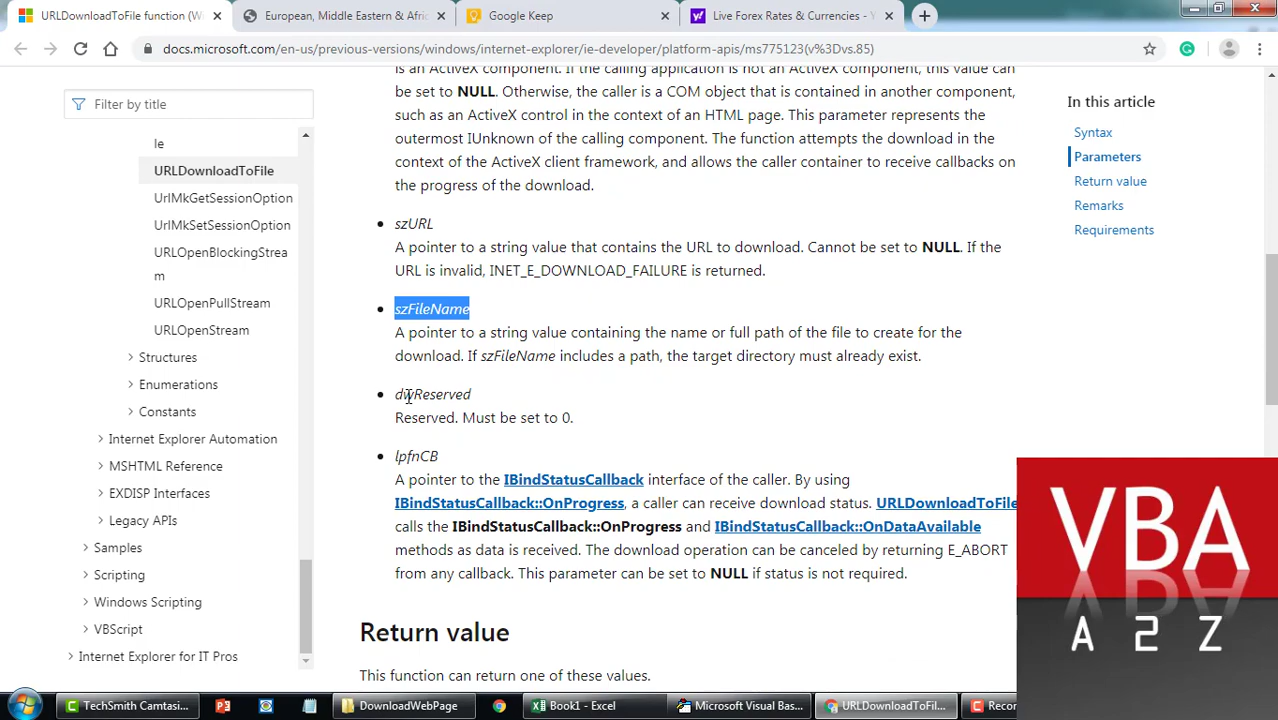 URLDownloadToFile function (Wi
European, Middle Eastern & Afric
Google Keep
Live Forex Rates & Currencies - Y
docs.microsoft.com/en-us/previous-versions/windows/internet-explorer/ie-developer/platform-apis/ms775123(v%3Dvs.85)
Filter by title
le
URLDownloadToFile
UrlMkGetSessionOption
UrlMkSetSessionOption
URLOpenBlockingStrea
m
URLOpenPullStream
URLOpenStream
Structures
Enumerations
Constants
Internet Explorer Automation
MSHTML Reference
EXDISP Interfaces
Legacy APIs
Samples
Scripting
Windows Scripting
VBScript
Internet Explorer for IT Pros
is an ActiveX component. If the calling application is not an ActiveX component, this value can
be set to NULL. Otherwise, the caller is a COM object that is contained in another component,
such as an ActiveX control in the context of an HTML page. This parameter represents the
outermost IUnknown of the calling component. The function attempts the download in the
context of the ActiveX client framework, and allows the caller container to receive callbacks on
the progress of the download.
szURL
A pointer to a string value that contains the URL to download. Cannot be set to NULL. If the
URL is invalid, INET_E_DOWNLOAD_FAILURE is returned.
szFileName
A pointer to a string value containing the name or full path of the file to create for the
download. If szFileName includes a path, the target directory must already exist.
dwReserved
Reserved. Must be set to 0.
lpfnCB
A pointer to the IBindStatusCallback interface of the caller. By using
IBindStatusCallback::OnProgress, a caller can receive download status. URLDownloadToFile
calls the IBindStatusCallback::OnProgress and IBindStatusCallback::OnDataAvailable
methods as data is received. The download operation can be canceled by returning E_ABORT
from any callback. This parameter can be set to NULL if status is not required.
Return value
This function can return one of these values.
In this article
Syntax
Parameters
Return value
Remarks
Requirements
VBA
A 2 Z
TechSmith Camtasi...
DownloadWebPage
Book1 - Excel
Microsoft Visual Bas...
URLDownloadToFil...
Recor